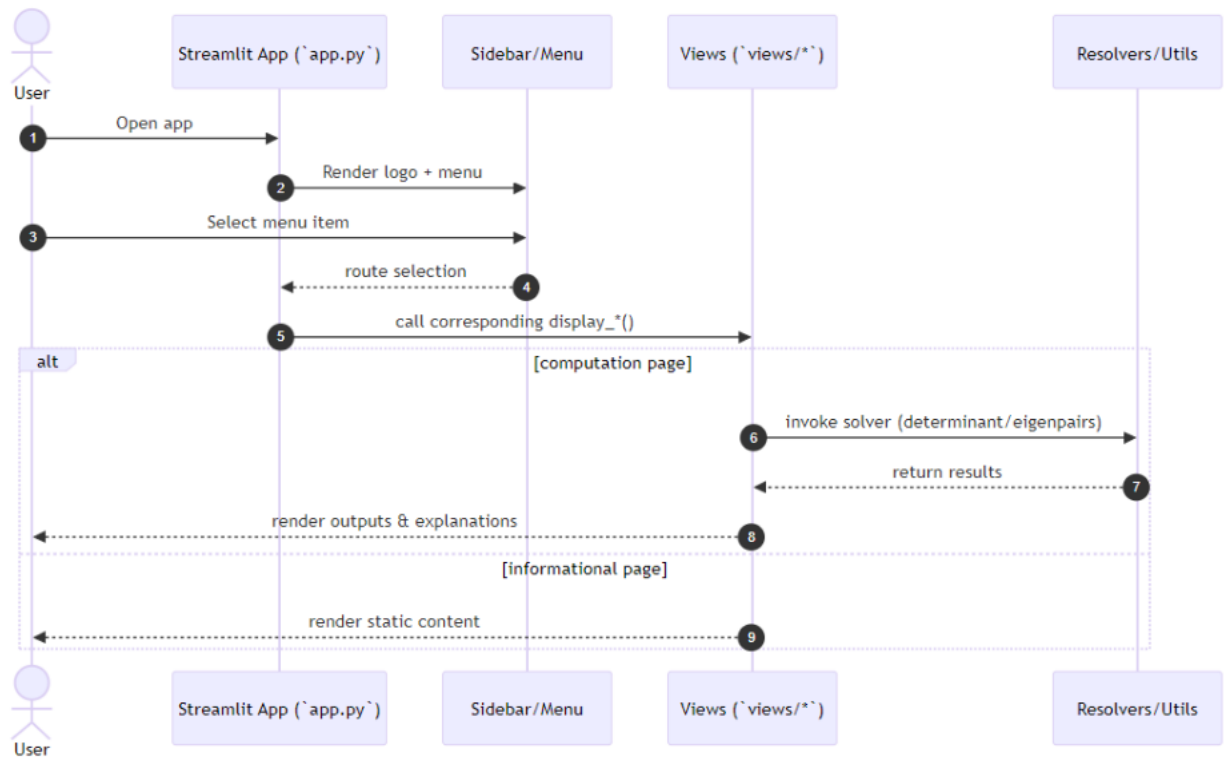 Streamlit App (`app.py`)
Sidebar/Menu
Views (`views/*`)
Resolvers/Utils
User
Open app
1
Render logo + menu
2
Select menu item
3
route selection
4
call corresponding display_*()
5
alt
[computation page]
invoke solver (determinant/eigenpairs)
6
return results
7
render outputs & explanations
8
[informational page]
render static content
9
Streamlit App (`app.py`)
Sidebar/Menu
Views (`views/*`)
Resolvers/Utils
User